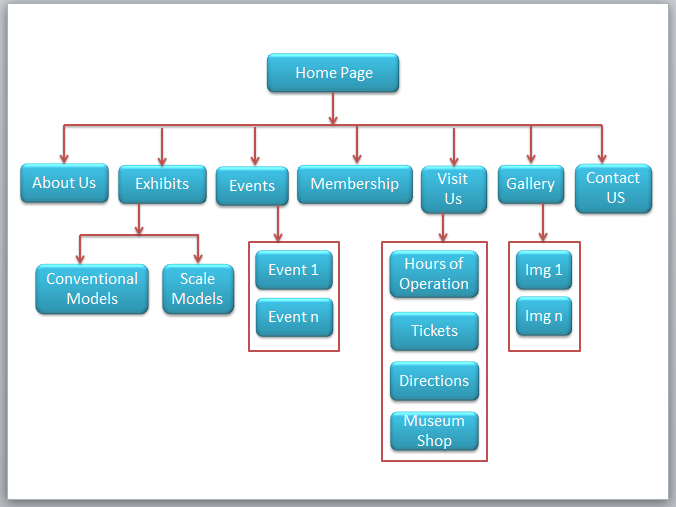 Home Page
About Us
Exhibits
Events
Membership
Visit
Us
Gallery
Contact
US
Conventional
Models
Scale
Models
Event 1
Event n
Hours of
Operation
Tickets
Directions
Museum
Shop
Img 1
Img n